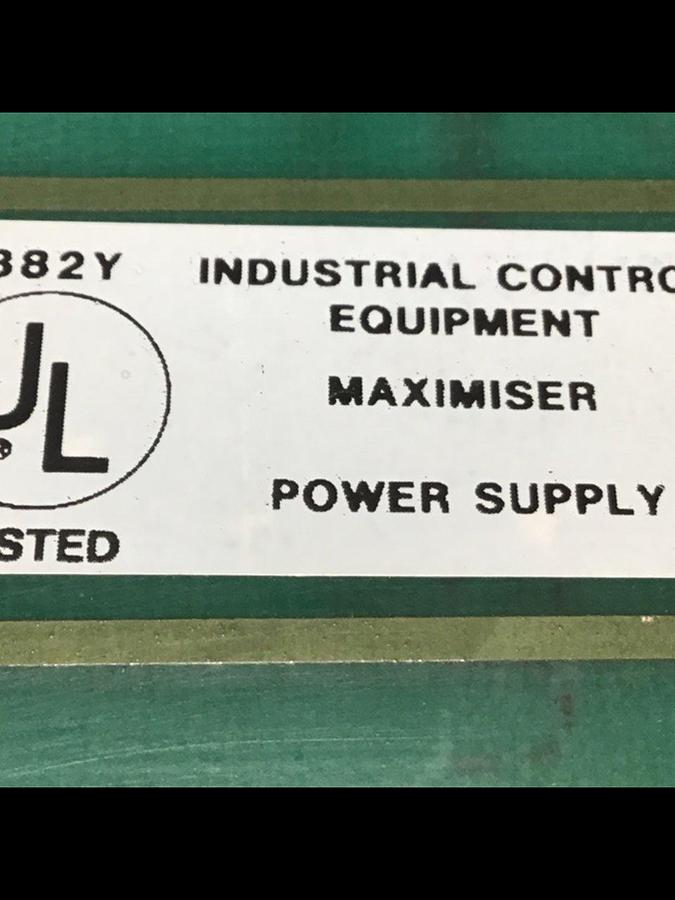 382Y
INDUSTRIAL CONTRO
EQUIPMENT
MAXIMISER
POWER SUPPLY
UL
®
STED